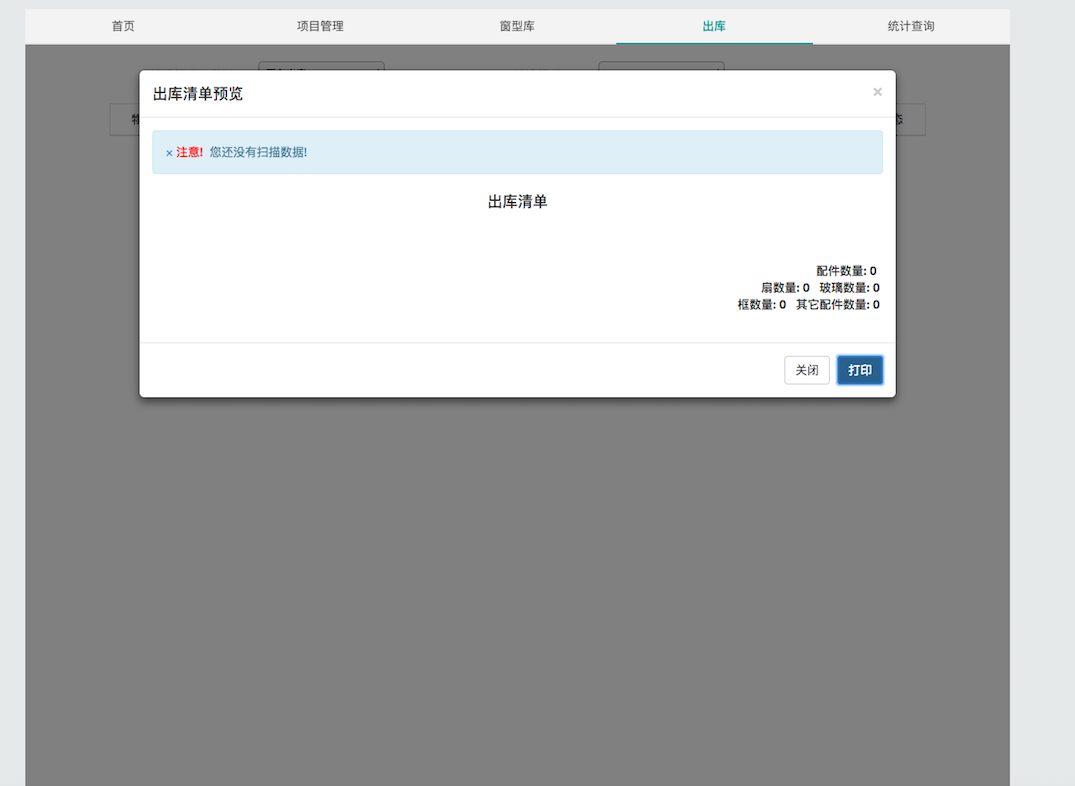 首页 项目管理 窗型库 出库 统计查询
出库清单预览 ×
× 注意! 您还没有扫描数据!
出库清单
配件数量: 0
扇数量: 0 玻璃数量: 0
框数量: 0 其它配件数量: 0
关闭 打印